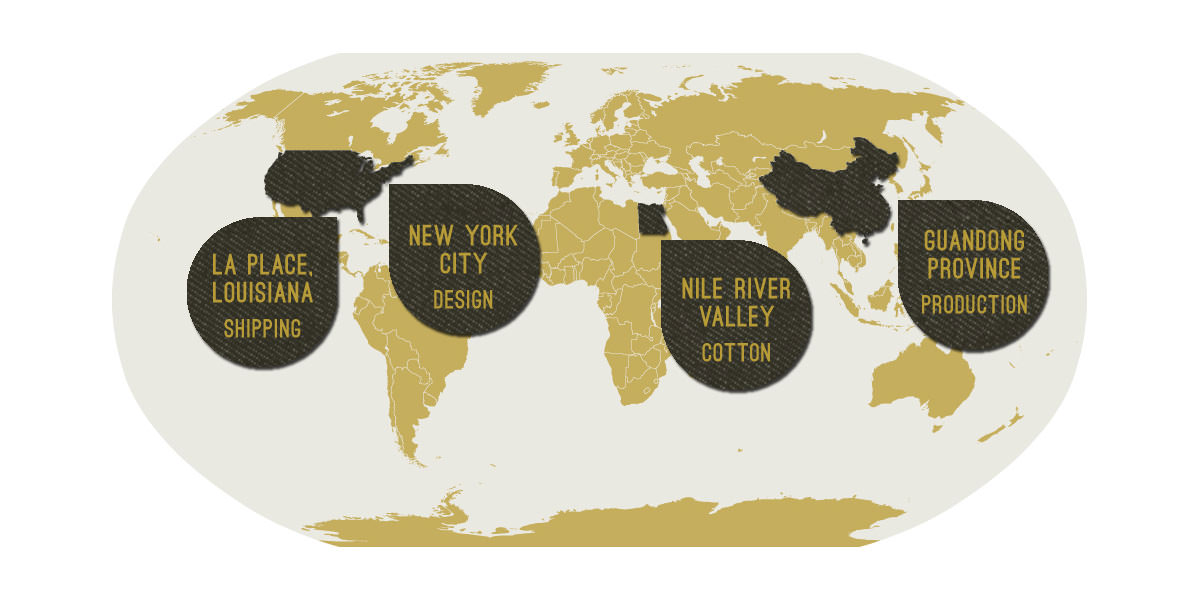 LA PLACE,
LOUISIANA
SHIPPING
NEW YORK
CITY
DESIGN
NILE RIVER
VALLEY
COTTON
GUANDONG
PROVINCE
PRODUCTION